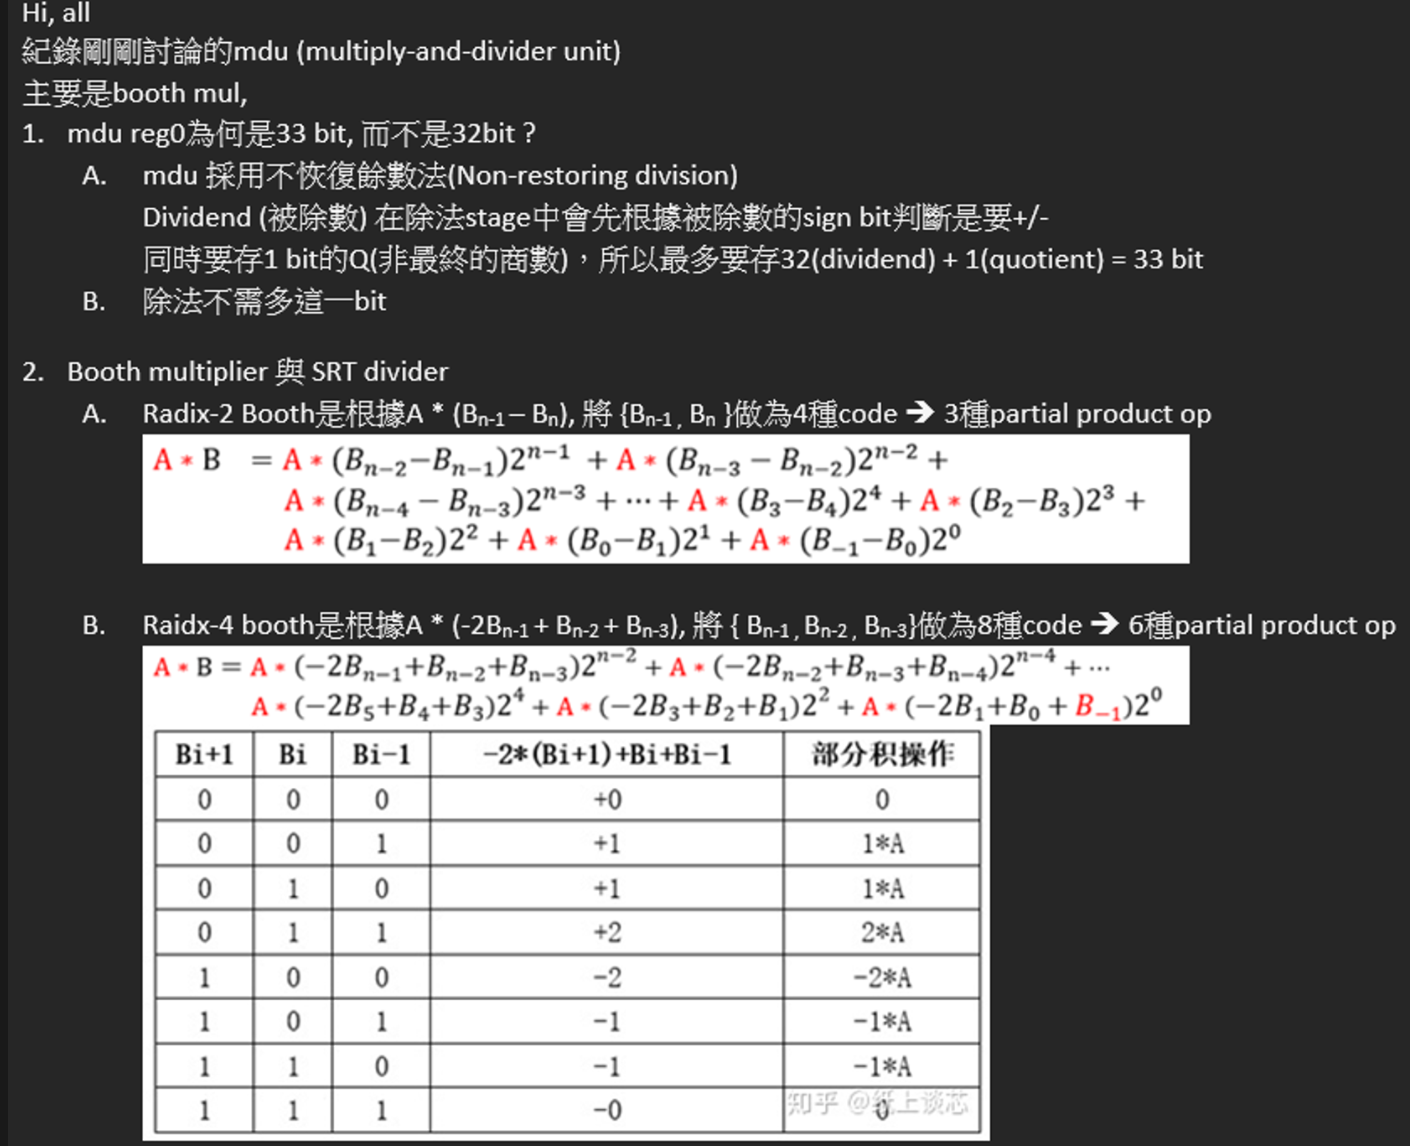 Hi, all
紀錄剛剛討論的mdu (multiply-and-divider unit)
主要是booth mul,
1. mdu reg0為何是33 bit, 而不是32bit ?
A. mdu 採用不恢復餘數法(Non-restoring division)
Dividend (被除數) 在除法stage中會先根據被除數的sign bit判斷是要+/-
同時要存1 bit的Q(非最終的商數)，所以最多要存32(dividend) + 1(quotient) = 33 bit
B. 除法不需多這一bit
2. Booth multiplier 與 SRT divider
A. Radix-2 Booth是根據A * (Bn-1 – Bn), 將 {Bn-1 , Bn }做為4種code ➔ 3種partial product op
A * B = A * (B_{n−2}−B_{n−1})2^{n−1} + A * (B_{n−3} − B_{n−2})2^{n−2} +
A * (B_{n−4} − B_{n−3})2^{n−3} + ⋯ + A * (B_3−B_4)2^4 + A * (B_2−B_3)2^3 +
A * (B_1−B_2)2^2 + A * (B_0−B_1)2^1 + A * (B_{−1}−B_0)2^0
B. Raidx-4 booth是根據A * (-2Bn-1 + Bn-2 + Bn-3), 將 { Bn-1 , Bn-2 , Bn-3}做為8種code ➔ 6種partial product op
A * B = A * (−2B_{n−1}+B_{n−2}+B_{n−3})2^{n−2} + A * (−2B_{n−2}+B_{n−3}+B_{n−4})2^{n−4} + ⋯
A * (−2B_5+B_4+B_3)2^4 + A * (−2B_3+B_2+B_1)2^2 + A * (−2B_1+B_0 + B_{−1})2^0
Bi+1 Bi Bi−1 −2*(Bi+1)+Bi+Bi−1 部分积操作
0 0 0 +0 0
0 0 1 +1 1*A
0 1 0 +1 1*A
0 1 1 +2 2*A
1 0 0 −2 −2*A
1 0 1 −1 −1*A
1 1 0 −1 −1*A
1 1 1 −0 0
知乎 @纸上谈芯